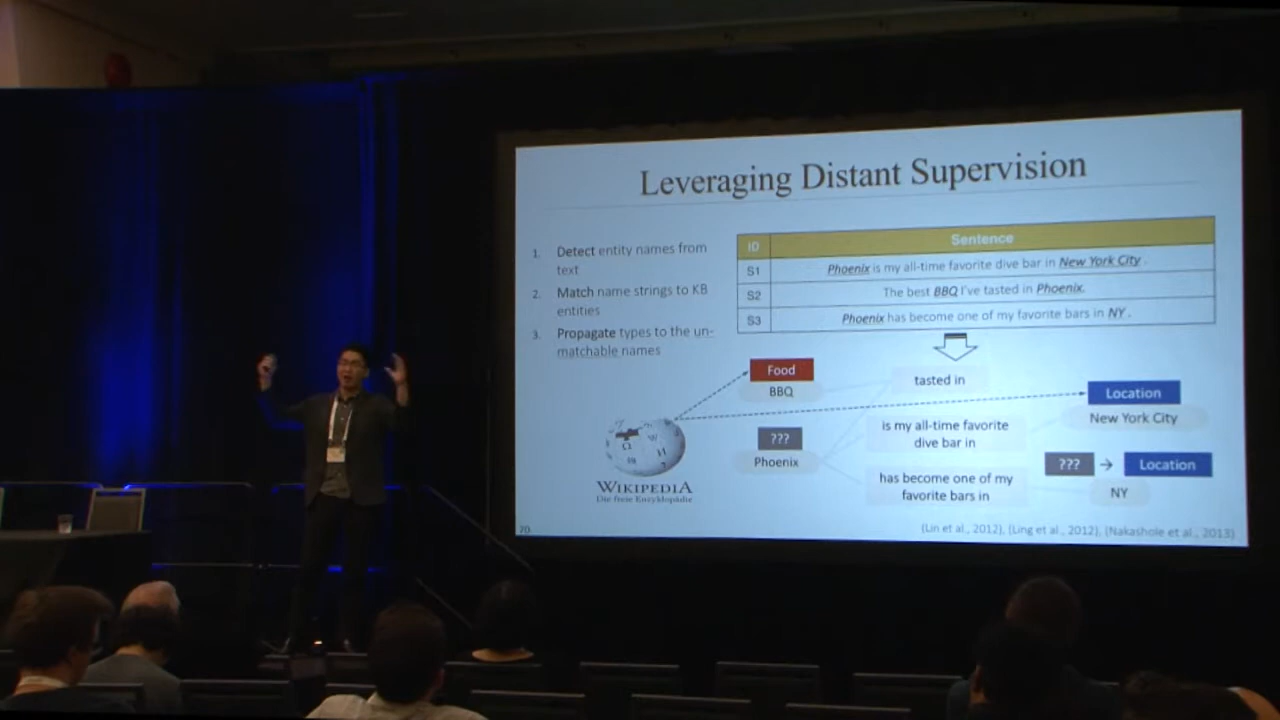 Leveraging Distant Supervision
1. Detect entity names from
text
2. Match name strings to KB
entities
3. Propagate types to the un-
matchable names
ID Sentence
S1 Phoenix is my all-time favorite dive bar in New York City .
S2 The best BBQ I've tasted in Phoenix.
S3 Phoenix has become one of my favorite bars in NY .
Food
BBQ
tasted in
Location
New York City
???
Phoenix
is my all-time favorite
dive bar in
??? → Location
NY
has become one of my
favorite bars in
WIKIPEDIA
Die freie Enzyklopädie
70
(Lin et al., 2012), (Ling et al., 2012), (Nakashole et al., 2013)